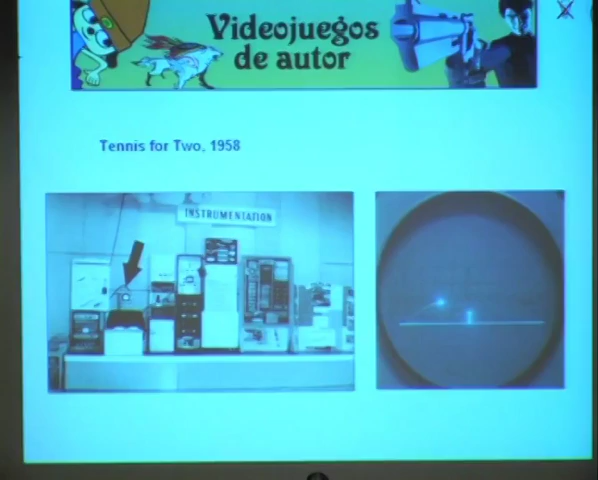 Videojuegos
de autor
Tennis for Two, 1958
INSTRUMENTATION